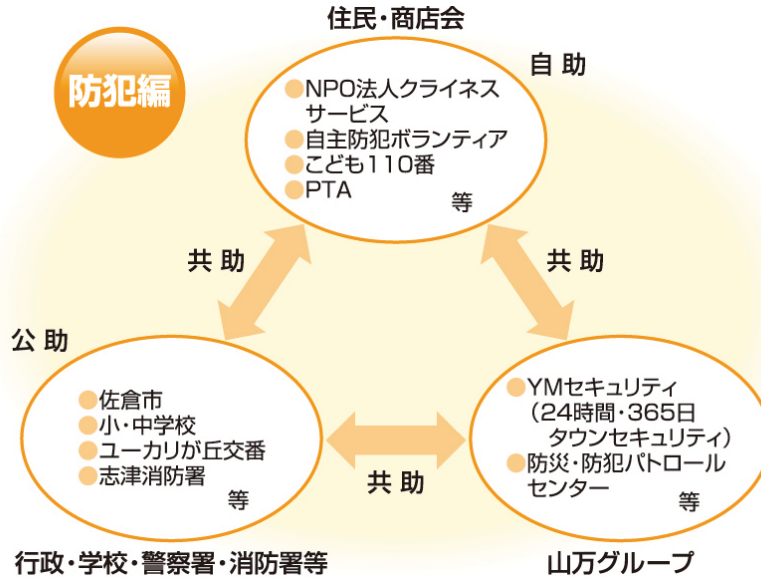 住民・商店会
自助
防犯編
●NPO法人クライネス
サービス
●自主防犯ボランティア
●こども110番
●PTA
等
共助
共助
公助
●佐倉市
●小・中学校
●ユーカリが丘交番
●志津消防署
等
共助
●YMセキュリティ
（24時間・365日
タウンセキュリティ）
●防災・防犯パトロール
センター
等
行政・学校・警察署・消防署等
山万グループ